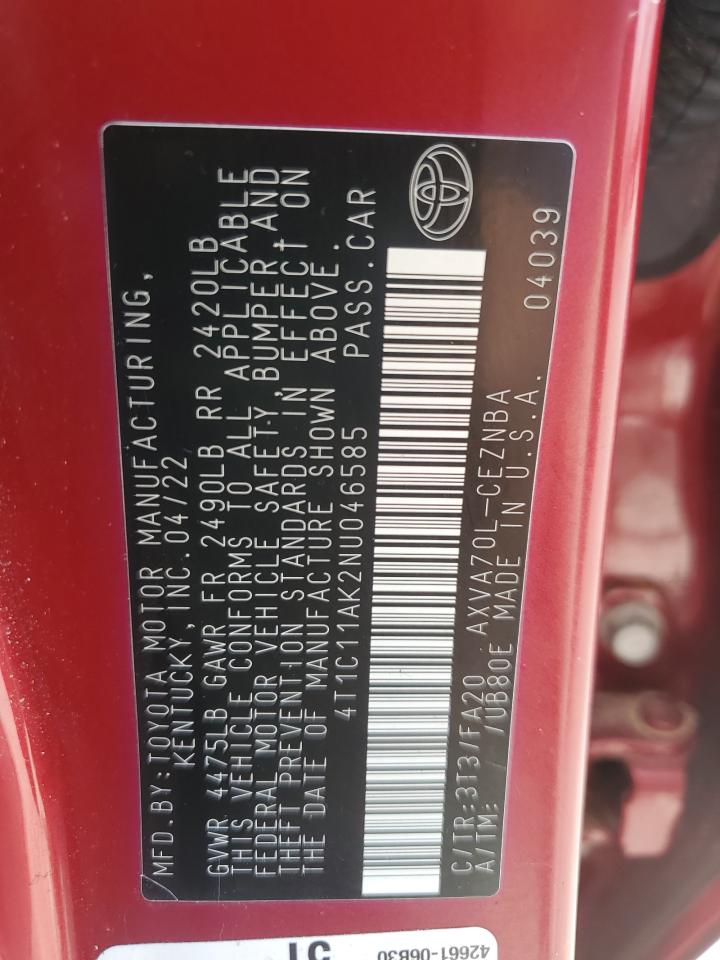 MFD.BY:TOYOTA MOTOR MANUFACTURING,
KENTUCKY, INC.04/22
GVWR 4475LB GAWR FR 2490LB RR 2420LB
THIS VEHICLE CONFORMS TO ALL APPLICABLE
FEDERAL MOTOR VEHICLE SAFETY, BUMPER, AND
THEFT PREVENTION STANDARDS IN EFFECT ON
THE DATE OF MANUFACTURE SHOWN ABOVE.
4T1C11AK2NU046585 PASS.CAR
C/TR:3T3/FA20 AXVA70L-CEZNBA
A/TM: /UB80E MADE IN U.S.A. 04039
42661-06B30